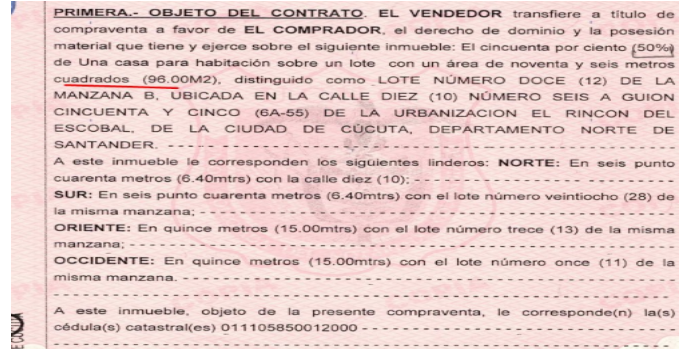 PRIMERA.- OBJETO DEL CONTRATO. EL VENDEDOR transfiere a título de
compraventa a favor de EL COMPRADOR, el derecho de dominio y la posesión
material que tiene y ejerce sobre el siguiente inmueble: El cincuenta por ciento (50%)
de Una casa para habitación sobre un lote con un área de noventa y seis metros
cuadrados (96.00M2), distinguido como LOTE NÚMERO DOCE (12) DE LA
MANZANA B, UBICADA EN LA CALLE DIEZ (10) NÚMERO SEIS A GUION
CINCUENTA Y CINCO (6A-55) DE LA URBANIZACION EL RINCON DEL
ESCOBAL, DE LA CIUDAD DE CÚCUTA, DEPARTAMENTO NORTE DE
SANTANDER. - - - - - - - - - - - - - - - - - - - - - - - - - - - - - - - - - - - - - - - -
A este inmueble le corresponden los siguientes linderos: NORTE: En seis punto
cuarenta metros (6.40mtrs) con la calle diez (10); - - - - - - - - - - - - - - - - - - - -
SUR: En seis punto cuarenta metros (6.40mtrs) con el lote número veintiocho (28) de
la misma manzana; - - - - - - - - - - - - - - - - - - - - - - - - - - - - - - - - - - - -
ORIENTE: En quince metros (15.00mtrs) con el lote número trece (13) de la misma
manzana; - - - - - - - - - - - - - - - - - - - - - - - - - - - - - - - - - - - - - - - - - -
OCCIDENTE: En quince metros (15.00mtrs) con el lote número once (11) de la
misma manzana. - - - - - - - - - - - - - - - - - - - - - - - - - - - - - - - - - - - - - -
A este inmueble, objeto de la presente compraventa, le corresponde(n) la(s)
cédula(s) catastral(es) 011105850012000 - - - - - - - - - - - - - - - - - - - - - - - -